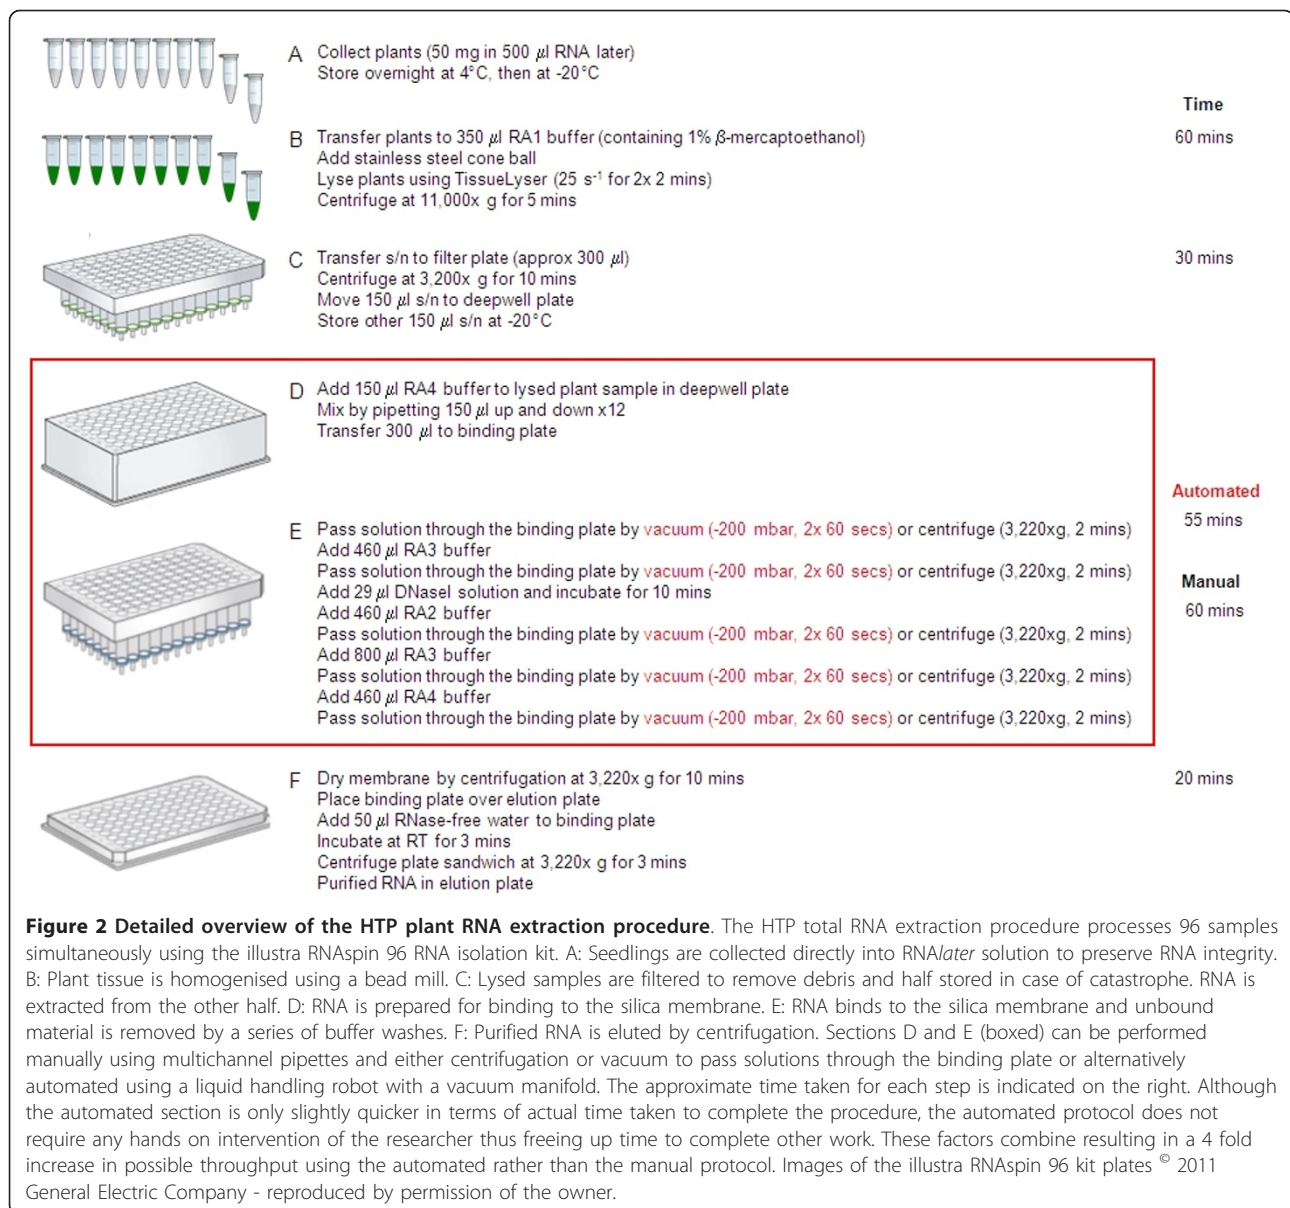 A Collect plants (50 mg in 500 µl RNA later)
Store overnight at 4°C, then at -20°C
Time
B Transfer plants to 350 µl RA1 buffer (containing 1% β-mercaptoethanol) 60 mins
Add stainless steel cone ball
Lyse plants using TissueLyser (25 s⁻¹ for 2x 2 mins)
Centrifuge at 11,000x g for 5 mins
C Transfer s/n to filter plate (approx 300 µl) 30 mins
Centrifuge at 3,200x g for 10 mins
Move 150 µl s/n to deepwell plate
Store other 150 µl s/n at -20°C
D Add 150 µl RA4 buffer to lysed plant sample in deepwell plate
Mix by pipetting 150 µl up and down x12
Transfer 300 µl to binding plate
Automated
55 mins
Manual
60 mins
E Pass solution through the binding plate by vacuum (-200 mbar, 2x 60 secs) or centrifuge (3,220xg, 2 mins)
Add 460 µl RA3 buffer
Pass solution through the binding plate by vacuum (-200 mbar, 2x 60 secs) or centrifuge (3,220xg, 2 mins)
Add 29 µl DNaseI solution and incubate for 10 mins
Add 460 µl RA2 buffer
Pass solution through the binding plate by vacuum (-200 mbar, 2x 60 secs) or centrifuge (3,220xg, 2 mins)
Add 800 µl RA3 buffer
Pass solution through the binding plate by vacuum (-200 mbar, 2x 60 secs) or centrifuge (3,220xg, 2 mins)
Add 460 µl RA4 buffer
Pass solution through the binding plate by vacuum (-200 mbar, 2x 60 secs) or centrifuge (3,220xg, 2 mins)
F Dry membrane by centrifugation at 3,220x g for 10 mins 20 mins
Place binding plate over elution plate
Add 50 µl RNase-free water to binding plate
Incubate at RT for 3 mins
Centrifuge plate sandwich at 3,220x g for 3 mins
Purified RNA in elution plate
Figure 2 Detailed overview of the HTP plant RNA extraction procedure. The HTP total RNA extraction procedure processes 96 samples
simultaneously using the illustra RNAspin 96 RNA isolation kit. A: Seedlings are collected directly into RNAlater solution to preserve RNA integrity.
B: Plant tissue is homogenised using a bead mill. C: Lysed samples are filtered to remove debris and half stored in case of catastrophe. RNA is
extracted from the other half. D: RNA is prepared for binding to the silica membrane. E: RNA binds to the silica membrane and unbound
material is removed by a series of buffer washes. F: Purified RNA is eluted by centrifugation. Sections D and E (boxed) can be performed
manually using multichannel pipettes and either centrifugation or vacuum to pass solutions through the binding plate or alternatively
automated using a liquid handling robot with a vacuum manifold. The approximate time taken for each step is indicated on the right. Although
the automated section is only slightly quicker in terms of actual time taken to complete the procedure, the automated protocol does not
require any hands on intervention of the researcher thus freeing up time to complete other work. These factors combine resulting in a 4 fold
increase in possible throughput using the automated rather than the manual protocol. Images of the illustra RNAspin 96 kit plates © 2011
General Electric Company - reproduced by permission of the owner.